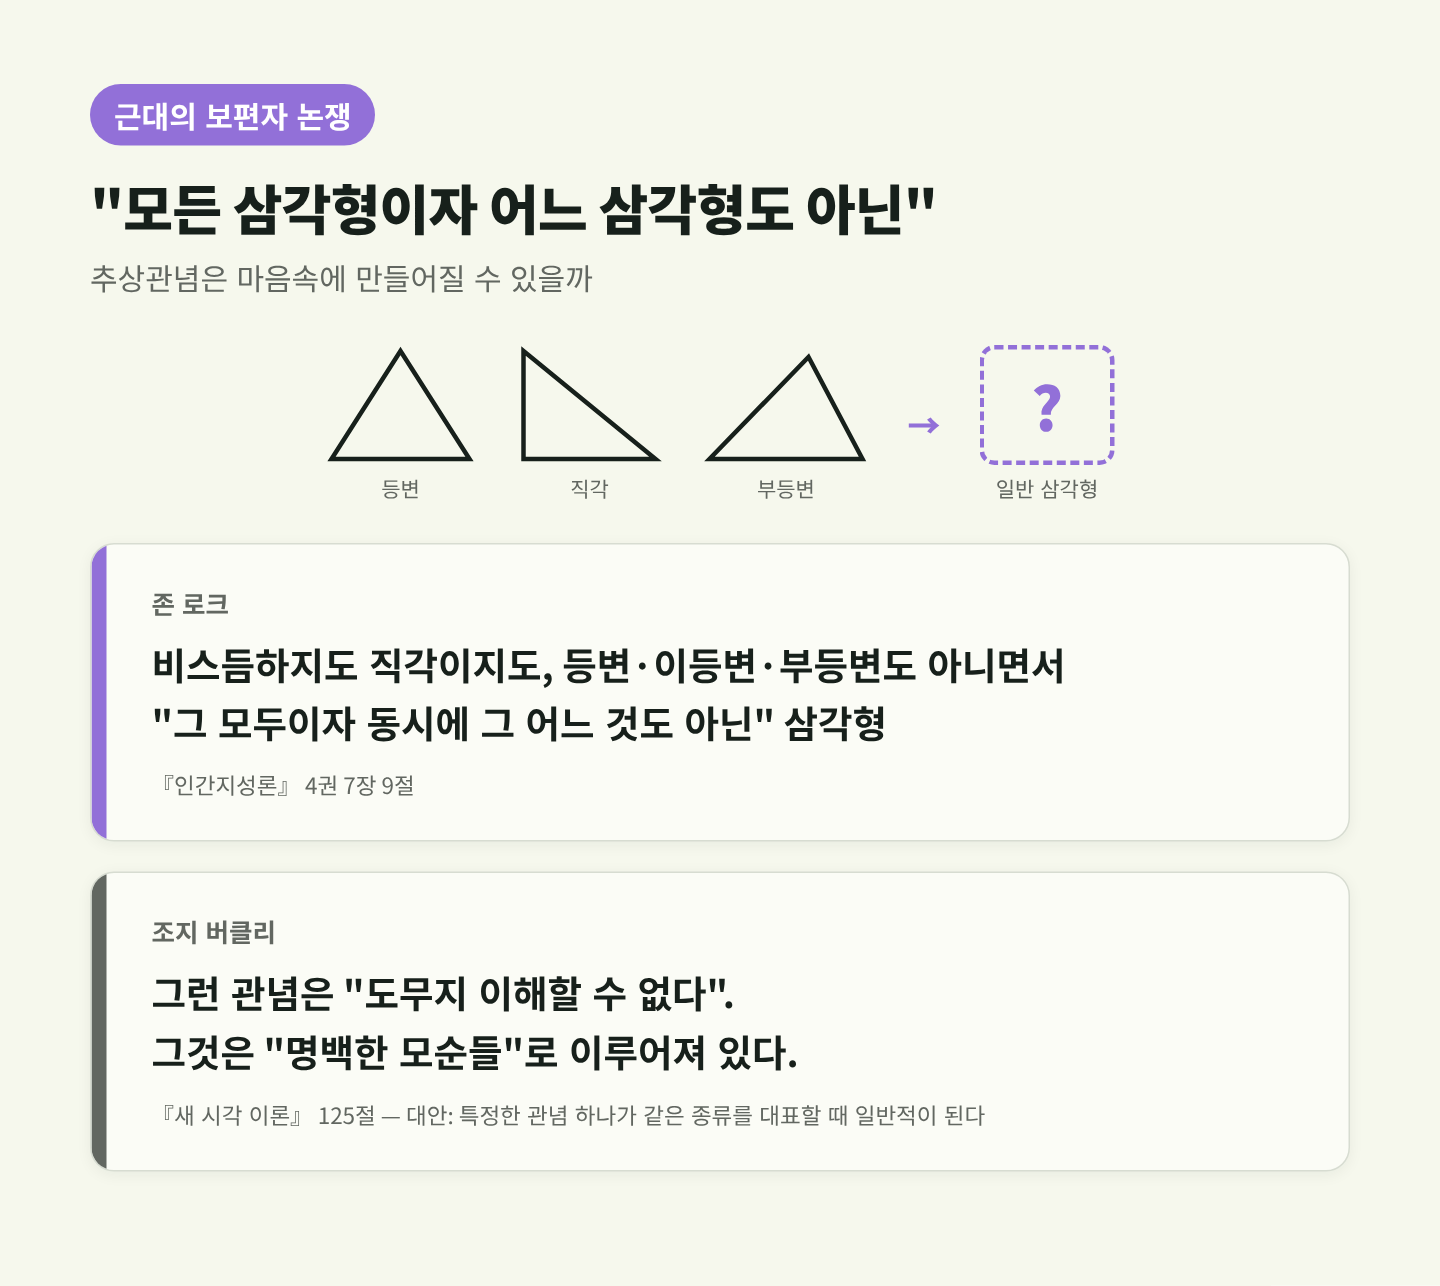 근대의 보편자 논쟁
"모든 삼각형이자 어느 삼각형도 아닌"
추상관념은 마음속에 만들어질 수 있을까
→ ?
등변 직각 부등변 일반 삼각형
존 로크
비스듬하지도 직각이지도, 등변·이등변·부등변도 아니면서
"그 모두이자 동시에 그 어느 것도 아닌" 삼각형
『인간지성론』 4권 7장 9절
조지 버클리
그런 관념은 "도무지 이해할 수 없다".
그것은 "명백한 모순들"로 이루어져 있다.
『새 시각 이론』 125절 — 대안: 특정한 관념 하나가 같은 종류를 대표할 때 일반적이 된다